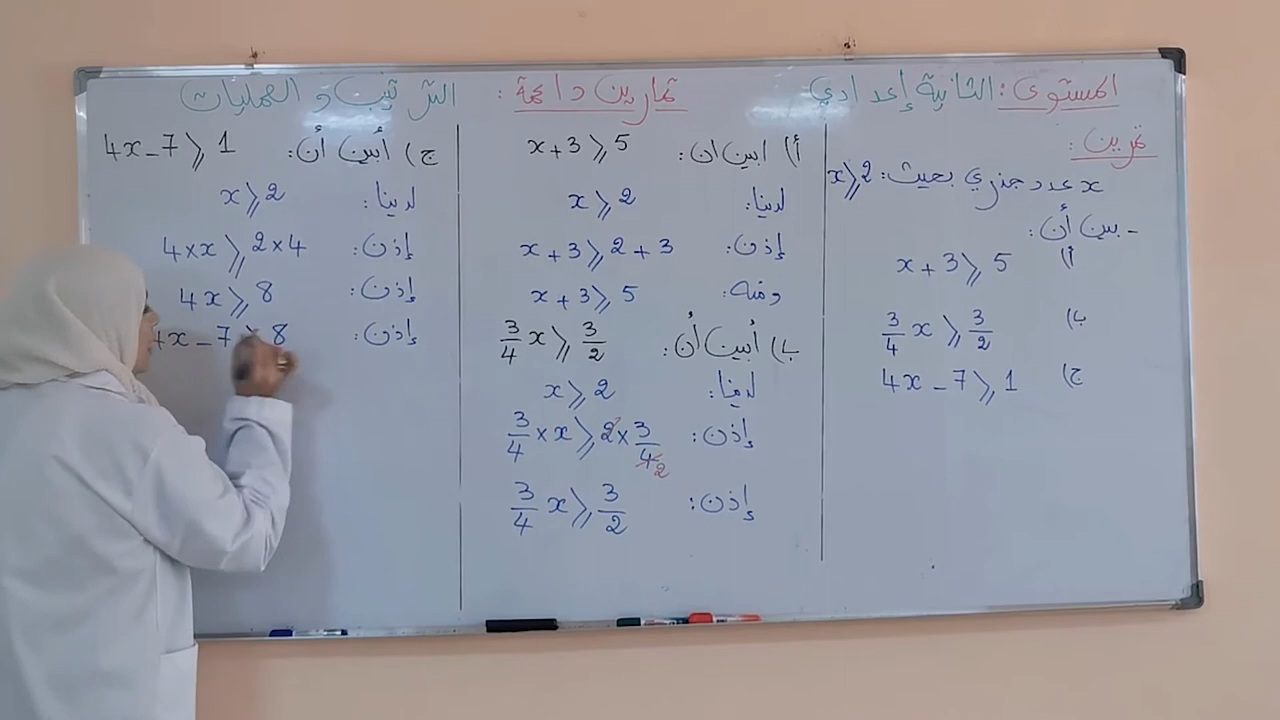 المستوى: الثانية إعدادي تمارين داعمة: الترتيب و العمليات
تمرين:
x عدد جذري بحيث: x⩾2
- بين أن:
أ) x + 3 ⩾ 5
ب) 3/4 x ⩾ 3/2
ج) 4x - 7 ⩾ 1
أ) ابين ان: x + 3 ⩾ 5
لدينا: x ⩾ 2
إذن: x + 3 ⩾ 2 + 3
ومنه: x + 3 ⩾ 5
ب) أبين أن: 3/4 x ⩾ 3/2
لدينا: x ⩾ 2
إذن: 3/4 × x ⩾ 2 × 3/4 2
إذن: 3/4 x ⩾ 3/2
ج) أبين أن: 4x - 7 ⩾ 1
لدينا: x ⩾ 2
إذن: 4 × x ⩾ 2 × 4
إذن: 4x ⩾ 8
إذن: 4x - 7 ⩾ 8